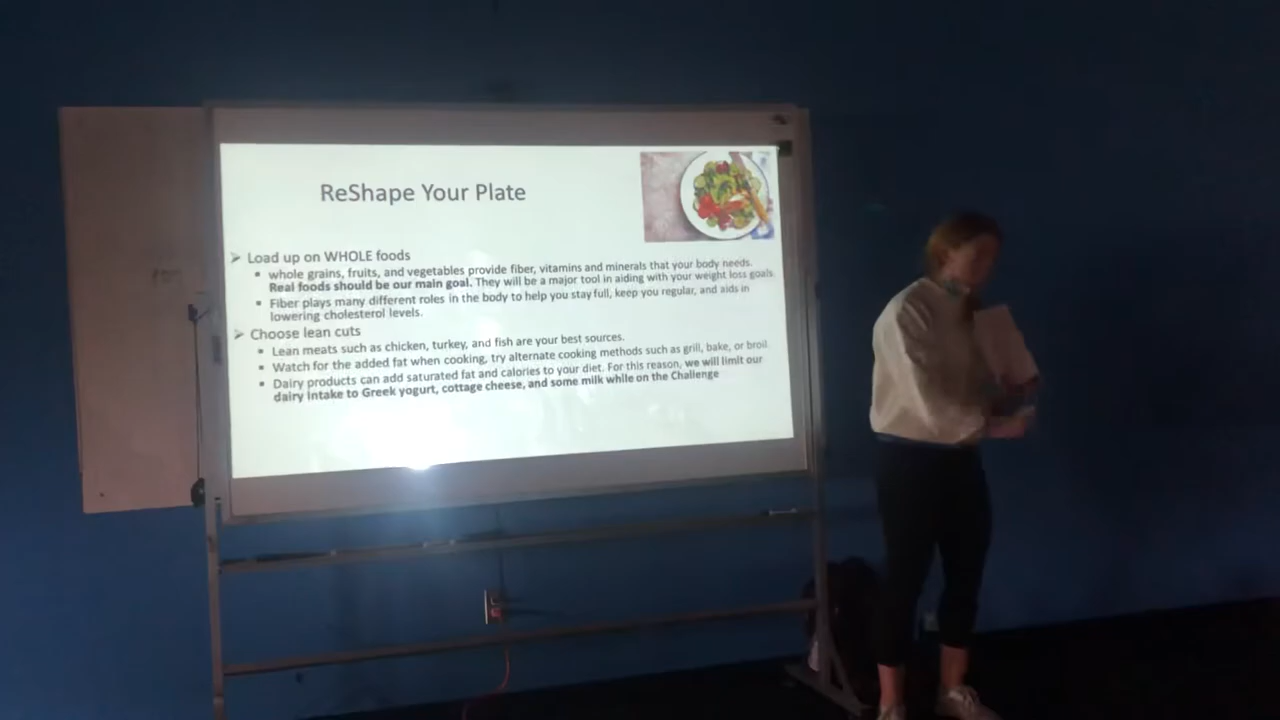 ReShape Your Plate
Load up on WHOLE foods
whole grains, fruits, and vegetables provide fiber, vitamins and minerals that your body needs.
Real foods should be our main goal. They will be a major tool in aiding with your weight loss goals.
Fiber plays many different roles in the body to help you stay full, keep you regular, and aids in
lowering cholesterol levels.
Choose lean cuts
Lean meats such as chicken, turkey, and fish are your best sources.
Watch for the added fat when cooking, try alternate cooking methods such as grill, bake, or broil.
Dairy products can add saturated fat and calories to your diet. For this reason, we will limit our
dairy intake to Greek yogurt, cottage cheese, and some milk while on the Challenge